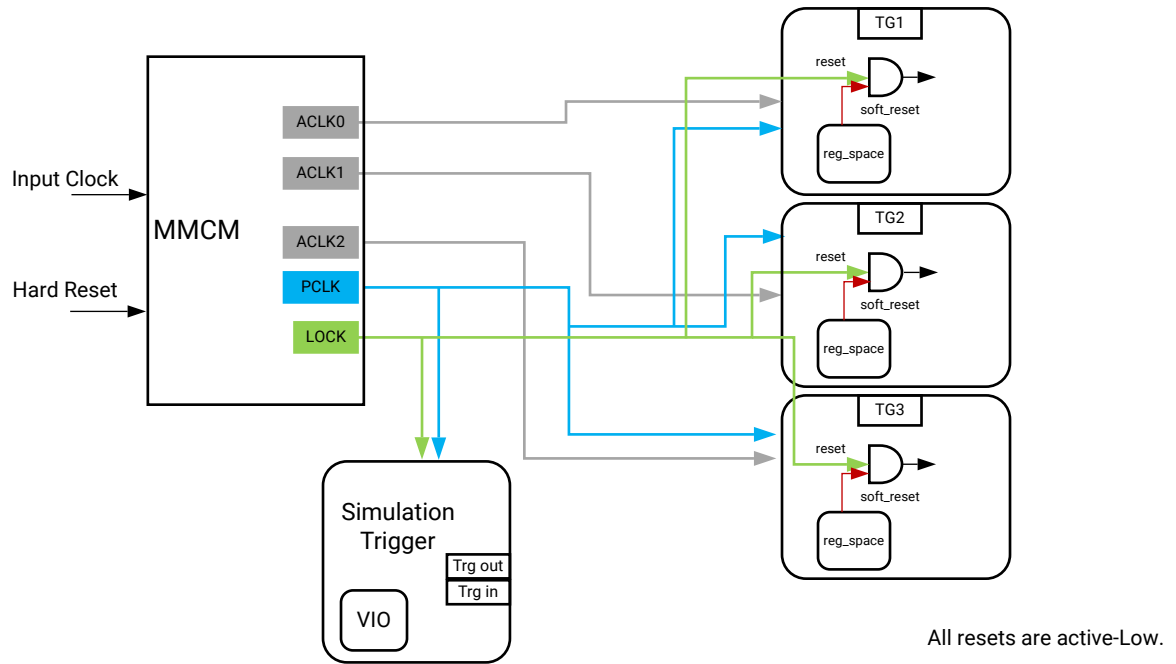 Input Clock
Hard Reset
MMCM
ACLK0
ACLK1
ACLK2
PCLK
LOCK
TG1
reset
soft_reset
reg_space
TG2
reset
soft_reset
reg_space
TG3
reset
soft_reset
reg_space
Simulation
Trigger
Trg out
Trg in
VIO
All resets are active-Low.